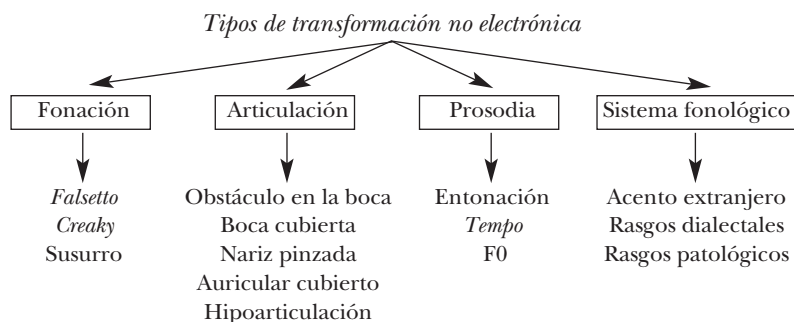 Tipos de transformación no electrónica
Fonación
Articulación
Prosodia
Sistema fonológico
Falsetto
Creaky
Susurro
Obstáculo en la boca
Boca cubierta
Nariz pinzada
Auricular cubierto
Hipoarticulación
Entonación
Tempo
F0
Acento extranjero
Rasgos dialectales
Rasgos patológicos